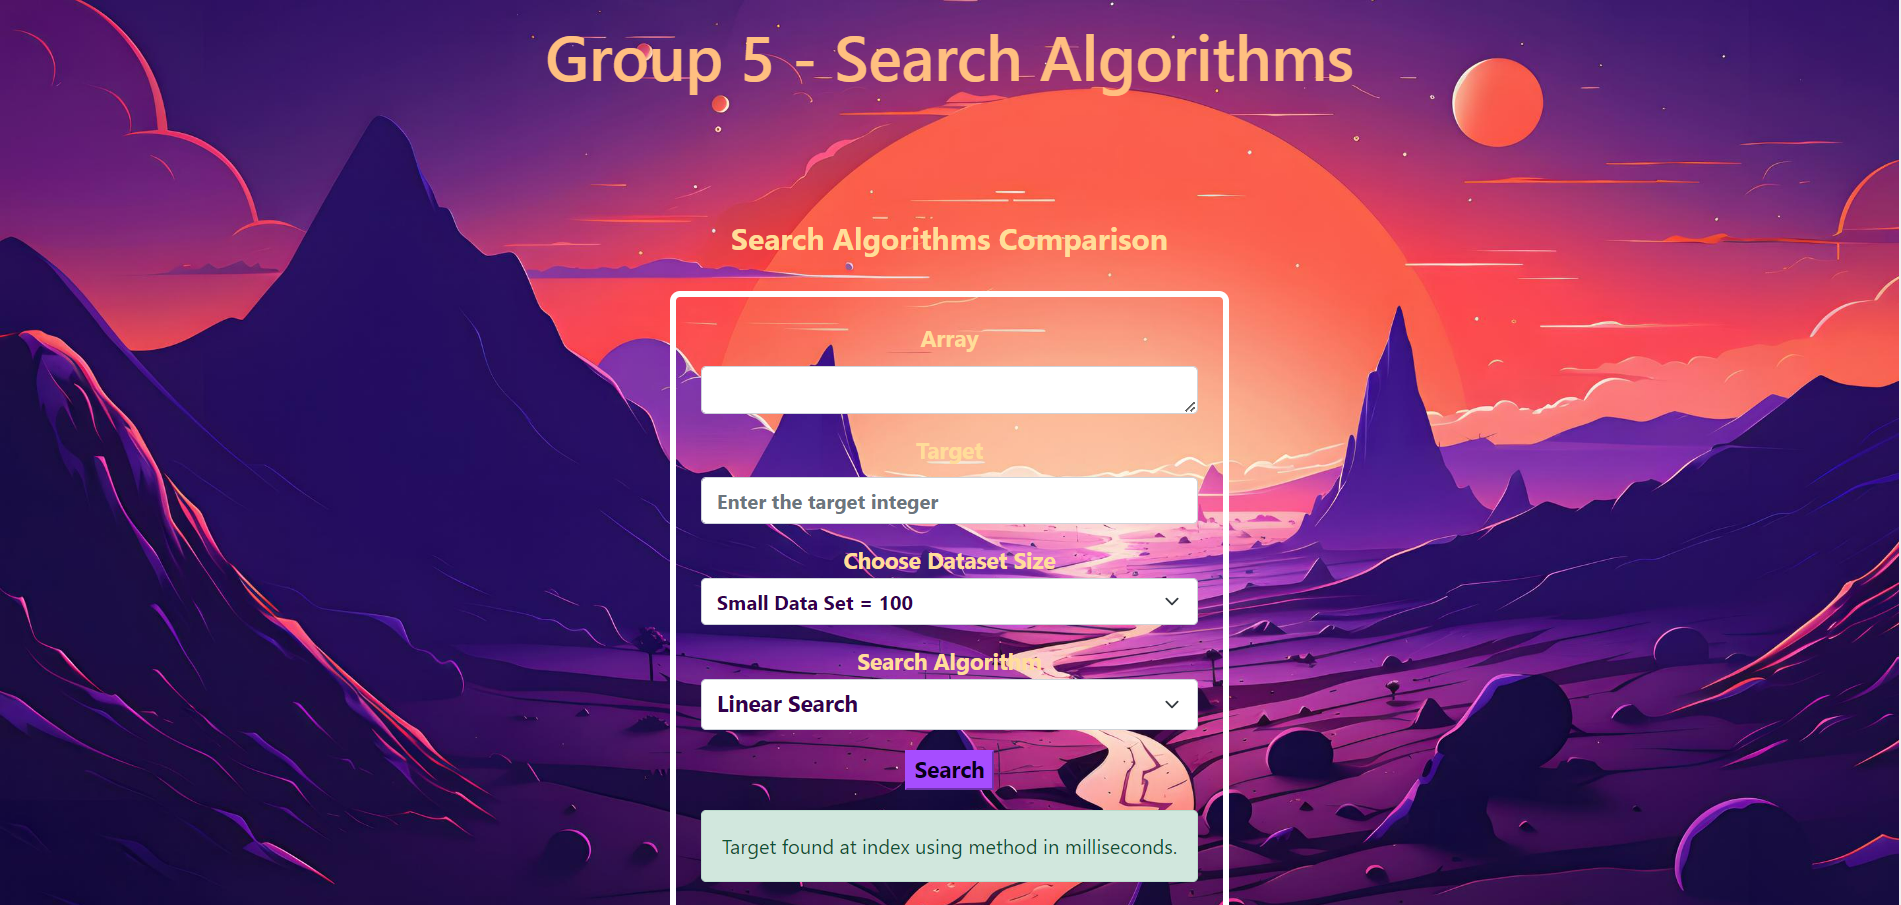 Group 5 - Search Algorithms
Search Algorithms Comparison
Array
Target
Enter the target integer
Choose Dataset Size
Small Data Set = 100
Search Algorithm
Linear Search
Search
Target found at index using method in milliseconds.